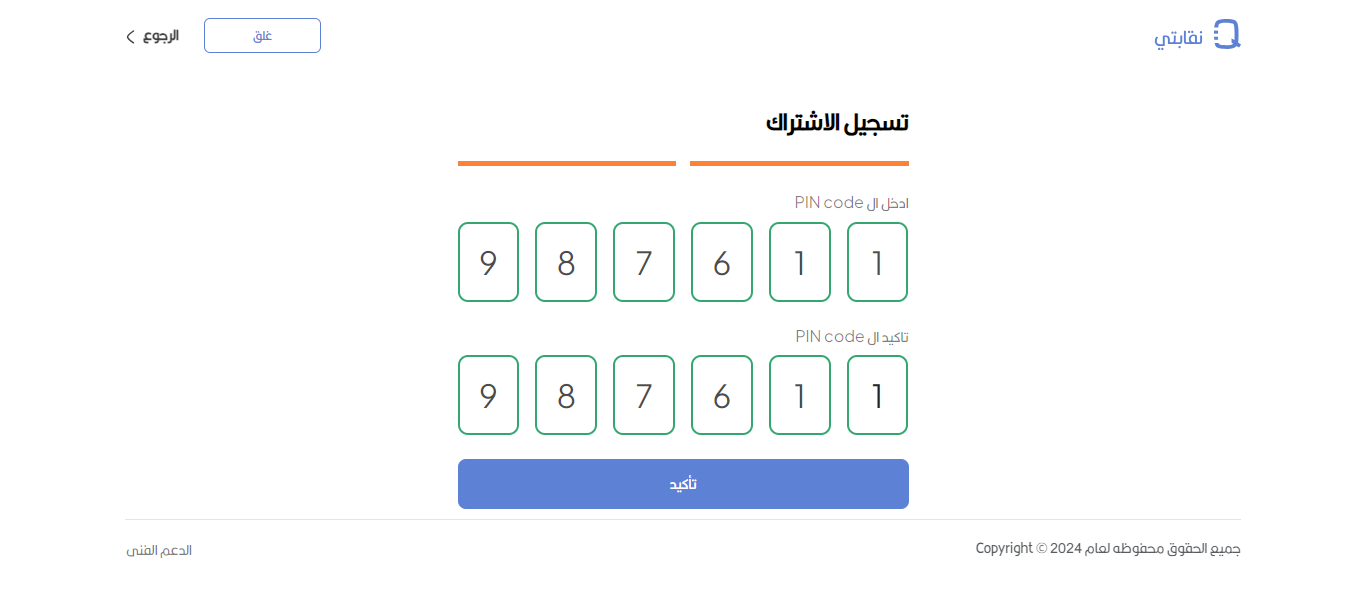 نقابتي
غلق
الرجوع
تسجيل الاشتراك
ادخل ال PIN code
9 8 7 6 1 1
تاكيد ال PIN code
9 8 7 6 1 1
تأكيد
جميع الحقوق محفوظه لعام 2024 © Copyright
الدعم الفنى